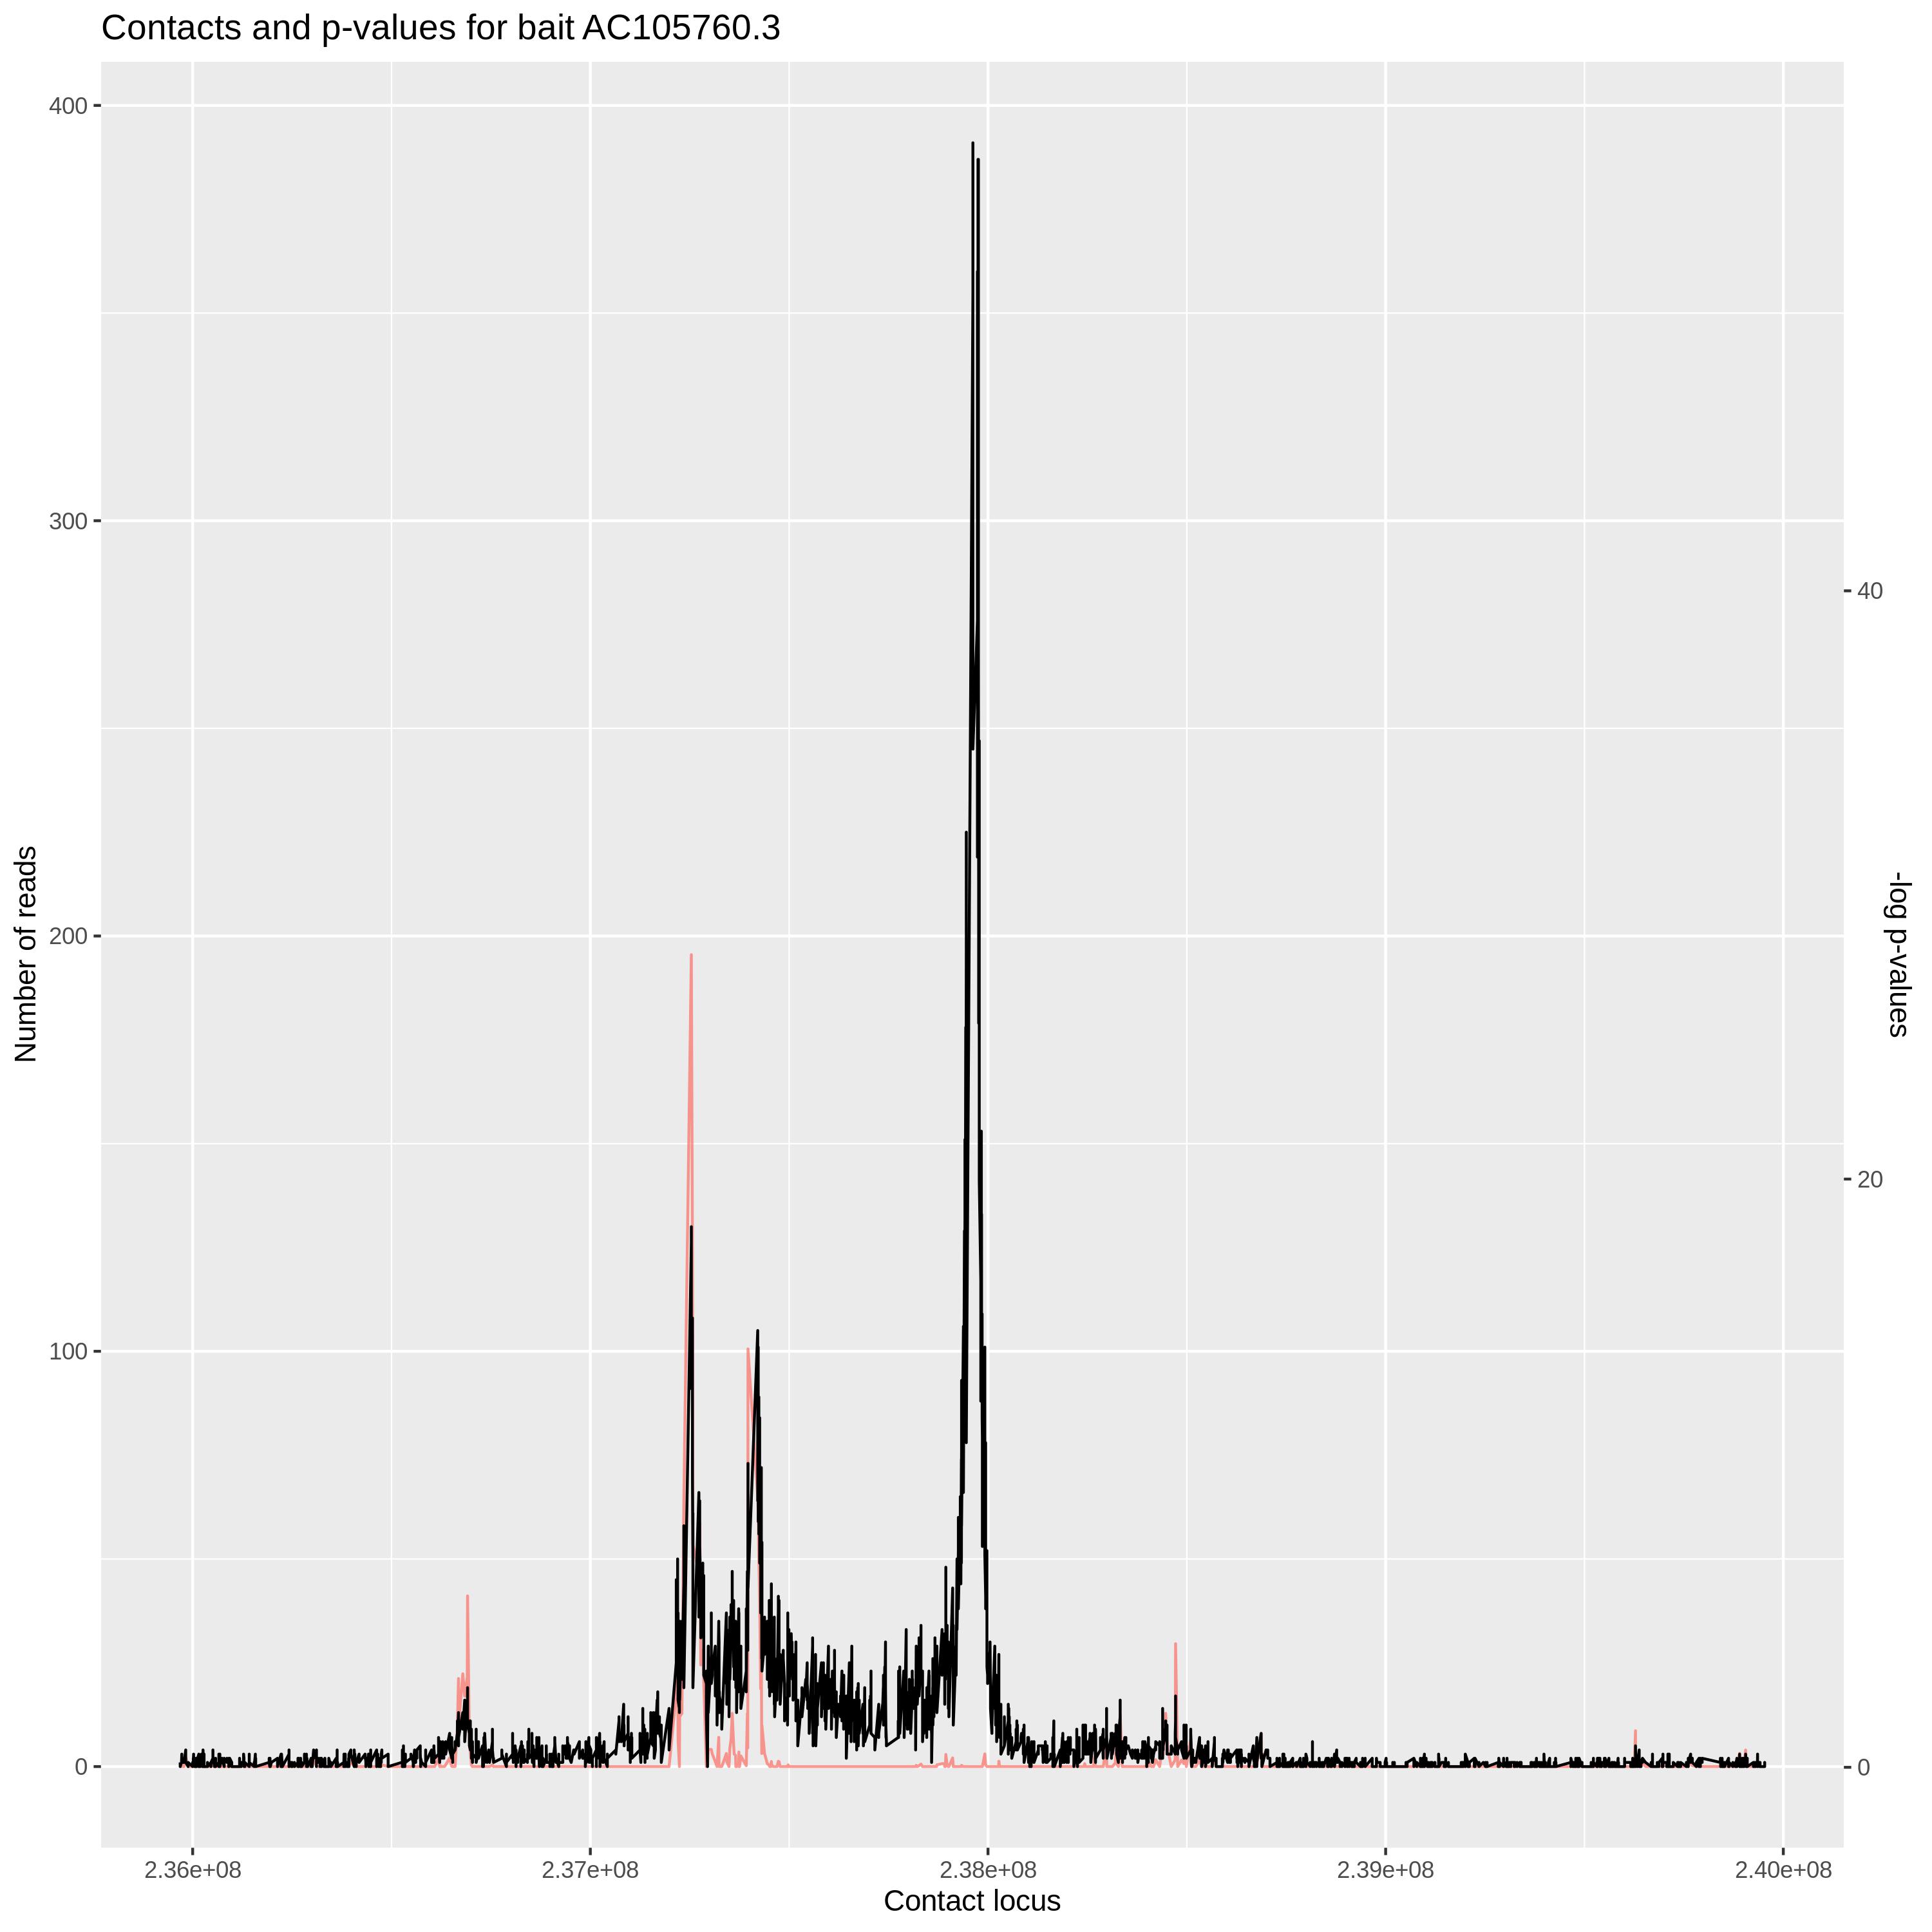 Contacts and p-values for bait AC105760.3
400
300
200
100
0
Number of reads
40
20
0
-log p-values
2.36e+08 2.37e+08 2.38e+08 2.39e+08 2.40e+08
Contact locus